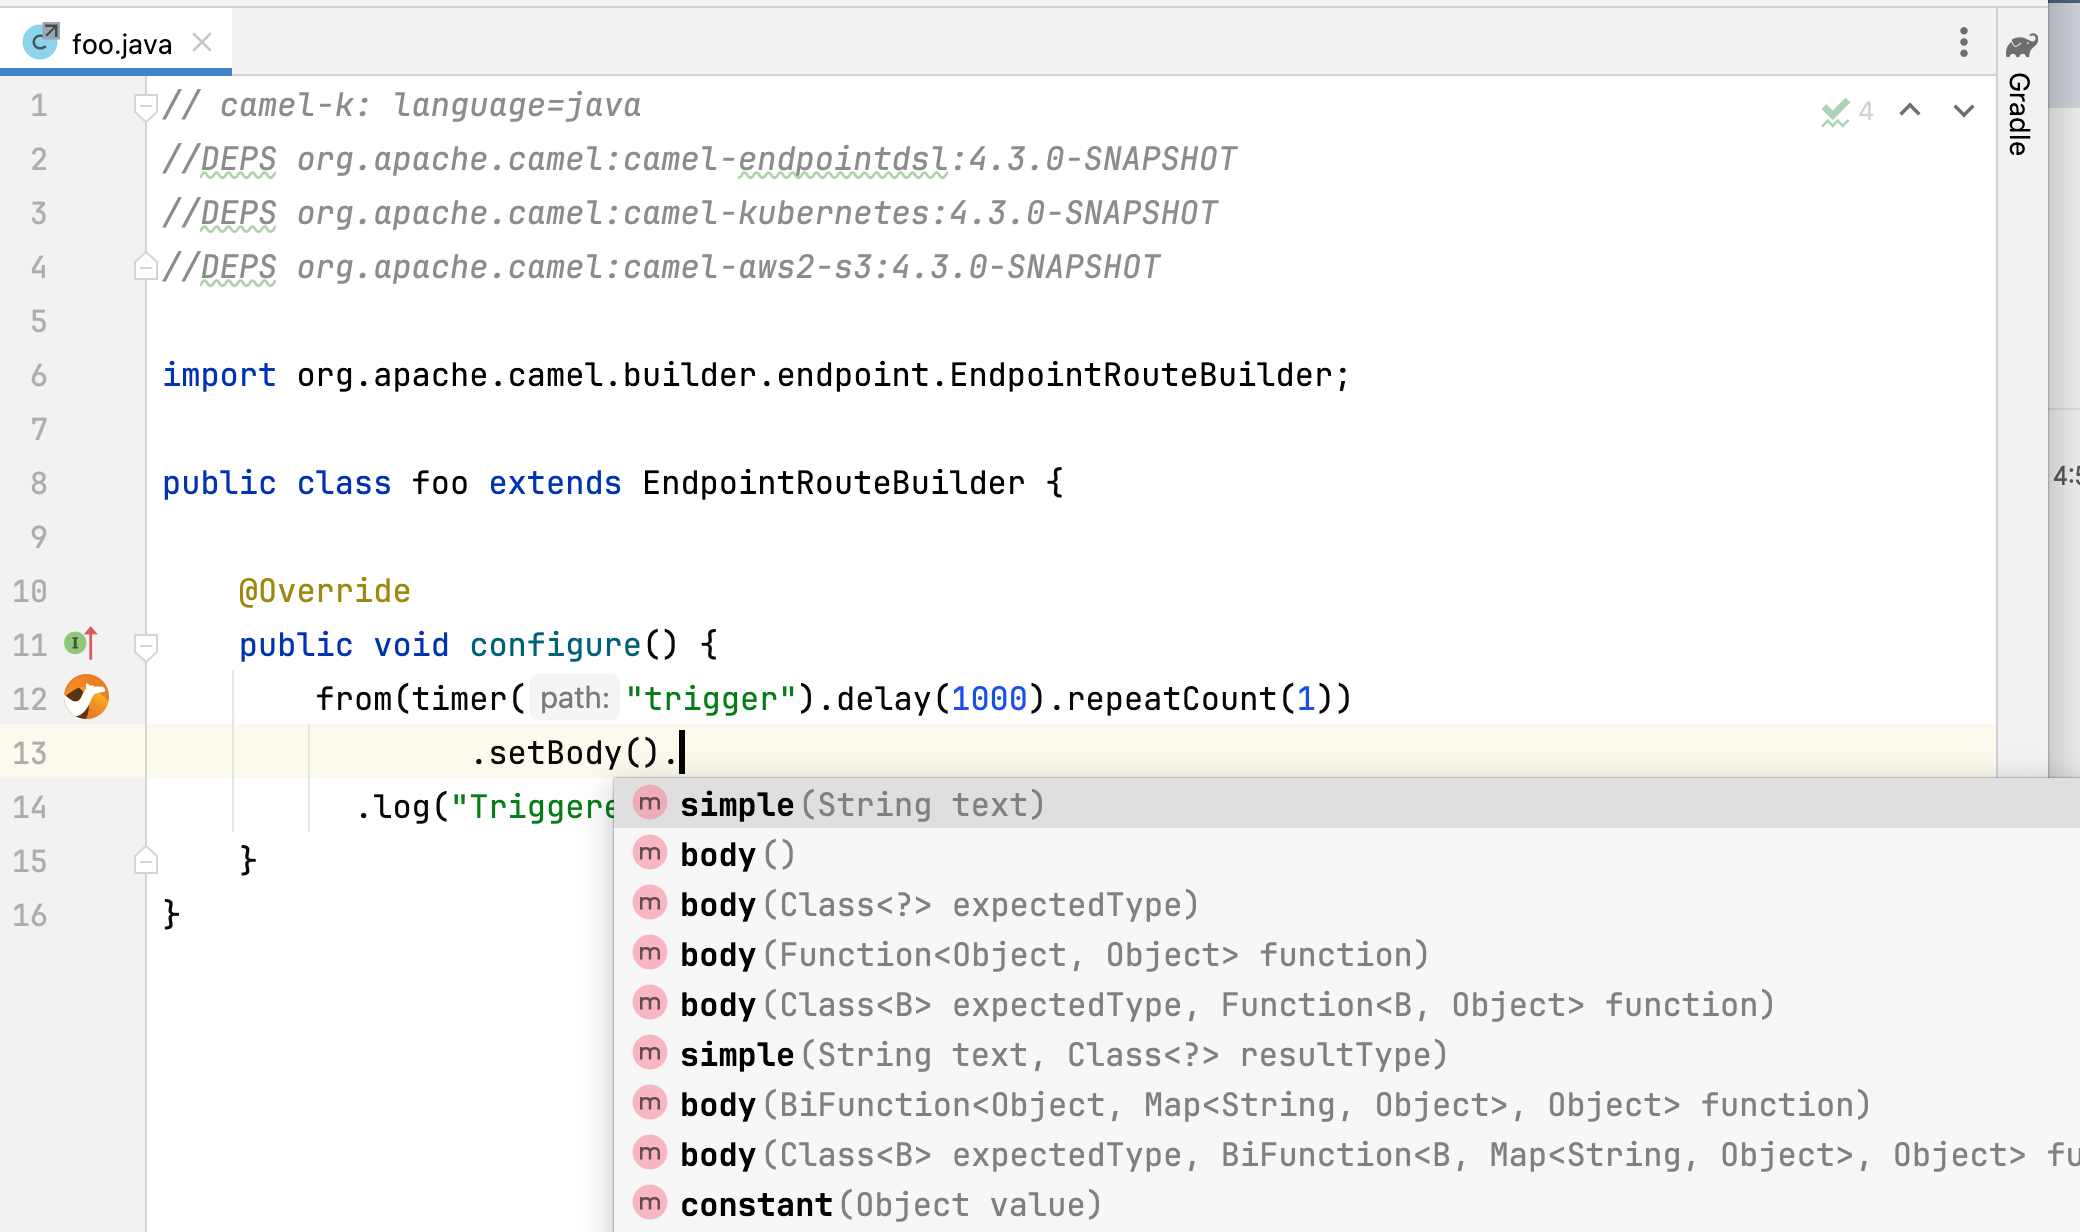 foo.java
Gradle
4
1 // camel-k: language=java
2 //DEPS org.apache.camel:camel-endpointdsl:4.3.0-SNAPSHOT
3 //DEPS org.apache.camel:camel-kubernetes:4.3.0-SNAPSHOT
4 //DEPS org.apache.camel:camel-aws2-s3:4.3.0-SNAPSHOT
5
6 import org.apache.camel.builder.endpoint.EndpointRouteBuilder;
7
8 public class foo extends EndpointRouteBuilder {
9
10 @Override
11 public void configure() {
12 from(timer( path: "trigger").delay(1000).repeatCount(1))
13 .setBody().
14 .log("Triggere
15 }
16 }
m simple(String text)
m body()
m body(Class<?> expectedType)
m body(Function<Object, Object> function)
m body(Class<B> expectedType, Function<B, Object> function)
m simple(String text, Class<?> resultType)
m body(BiFunction<Object, Map<String, Object>, Object> function)
m body(Class<B> expectedType, BiFunction<B, Map<String, Object>, Object> fu
m constant(Object value)